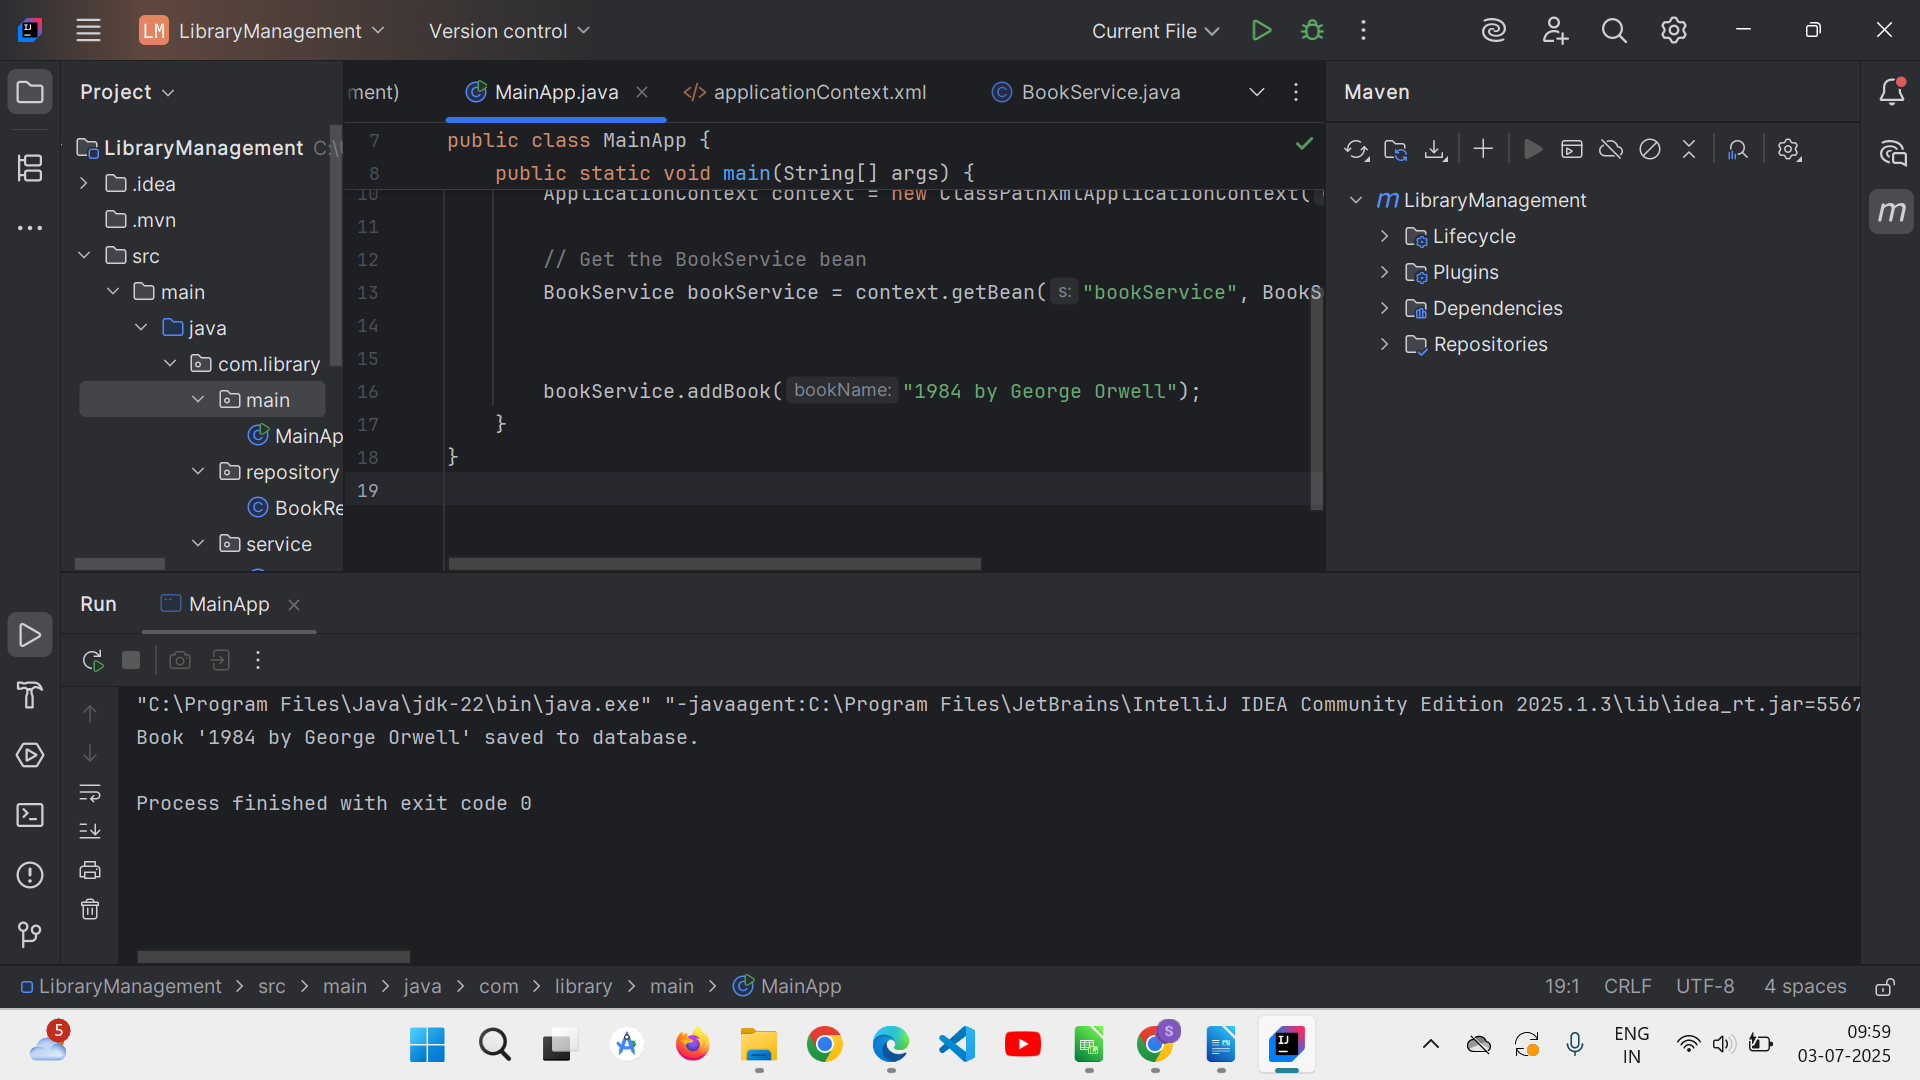 LM LibraryManagement Version control Current File
Project
ment) MainApp.java </> applicationContext.xml BookService.java
Maven
LibraryManagement C:\
.idea
.mvn
src
main
java
com.library
main
MainAp
repository
BookRe
service
7 public class MainApp {
8 public static void main(String[] args) {
10 ApplicationContext context = new ClassPathXmlApplicationContext(
11
12 // Get the BookService bean
13 BookService bookService = context.getBean( s: "bookService", BookS
14
15
16 bookService.addBook( bookName: "1984 by George Orwell");
17 }
18 }
19
m LibraryManagement
Lifecycle
Plugins
Dependencies
Repositories
m
Run MainApp
"C:\Program Files\Java\jdk-22\bin\java.exe" "-javaagent:C:\Program Files\JetBrains\IntelliJ IDEA Community Edition 2025.1.3\lib\idea_rt.jar=5567
Book '1984 by George Orwell' saved to database.
Process finished with exit code 0
LibraryManagement > src > main > java > com > library > main > MainApp 19:1 CRLF UTF-8 4 spaces
5
S
IJ
ENG
IN
09:59
03-07-2025